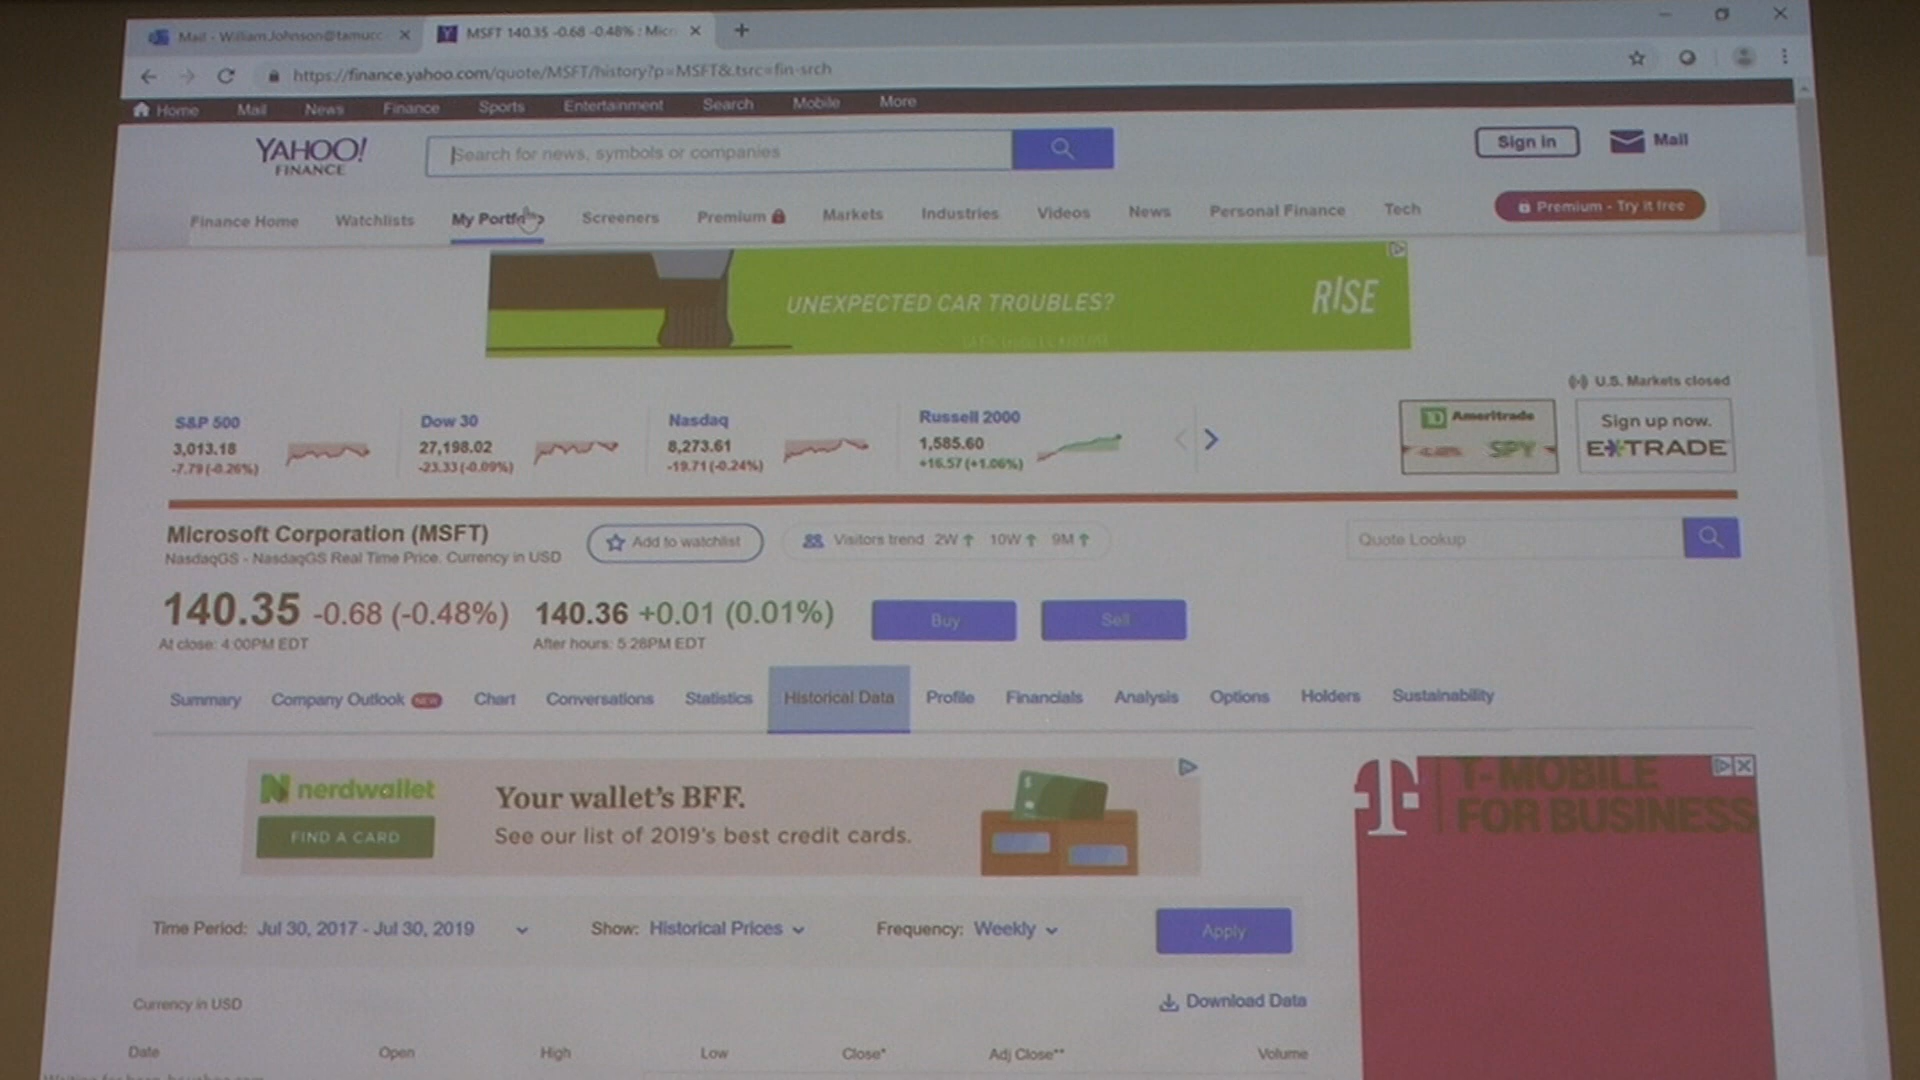 Mail - WilliamJohnson@tamucc
MSFT 140.35 -0.68 -0.48% : Micr
https://finance.yahoo.com/quote/MSFT/history?p=MSFT&.tsrc=fin-srch
Home Mail News Finance Sports Entertainment Search Mobile More
YAHOO!
FINANCE
Search for news, symbols or companies
Sign in
Mail
Finance Home Watchlists My Portfo Screeners Premium Markets Industries Videos News Personal Finance Tech
Premium - Try it free
UNEXPECTED CAR TROUBLES?
RISE
U.S. Markets closed
S&P 500
3,013.18
-7.79 (-0.26%)
Dow 30
27,198.02
-23.33 (-0.09%)
Nasdaq
8,273.61
-19.71 (-0.24%)
Russell 2000
1,585.60
+16.57 (+1.06%)
TD Ameritrade
SPY
Sign up now.
E*TRADE
Microsoft Corporation (MSFT)
NasdaqGS - NasdaqGS Real Time Price. Currency in USD
Add to watchlist
Visitors trend 2W↑ 10W↑ 9M↑
Quote Lookup
140.35 -0.68 (-0.48%)
At close: 4:00PM EDT
140.36 +0.01 (0.01%)
After hours: 5:28PM EDT
Buy
Sell
Summary Company Outlook NEW Chart Conversations Statistics Historical Data Profile Financials Analysis Options Holders Sustainability
nerdwallet
FIND A CARD
Your wallet's BFF.
See our list of 2019's best credit cards.
T-MOBILE
FOR BUSINESS
Time Period: Jul 30, 2017 - Jul 30, 2019
Show: Historical Prices
Frequency: Weekly
Apply
Currency in USD
Download Data
Date Open High Low Close* Adj Close** Volume